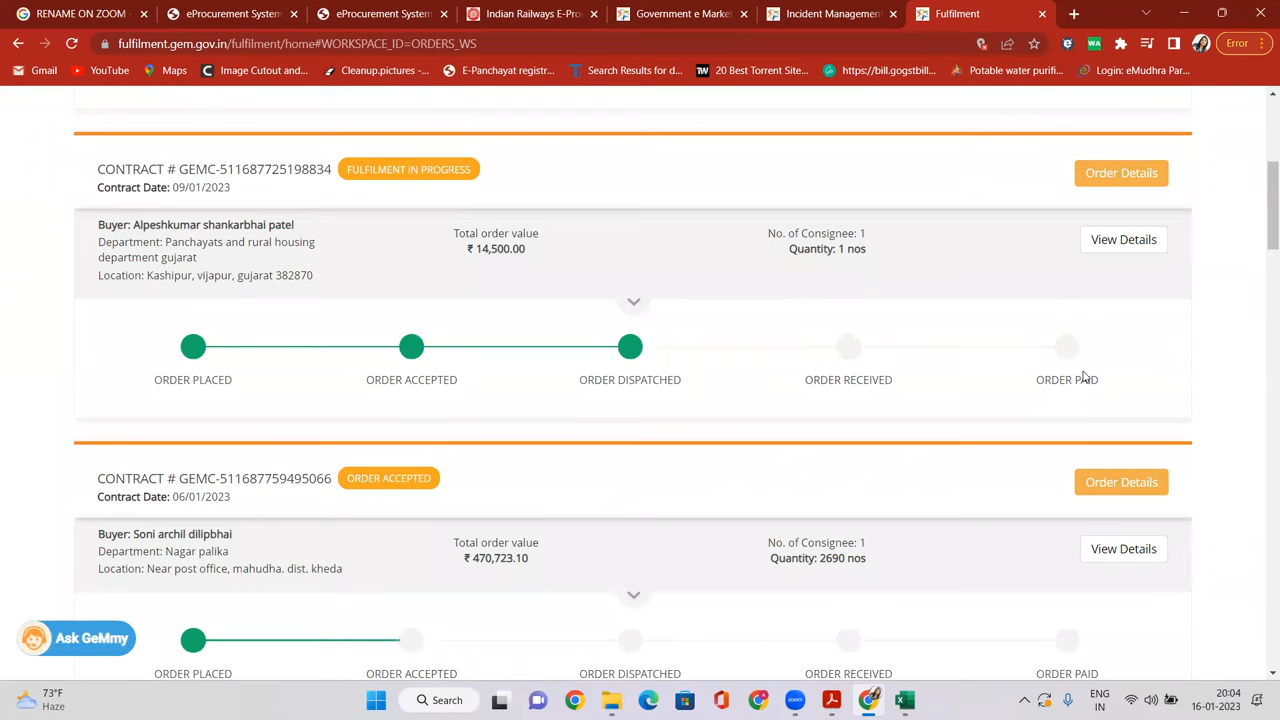 RENAME ON ZOOM -
eProcurement System
eProcurement System
Indian Railways E-Pro
Government e Market
Incident Management
Fulfilment
fulfilment.gem.gov.in/fulfilment/home#WORKSPACE_ID=ORDERS_WS
WA
Error
Gmail
YouTube
Maps
Image Cutout and...
Cleanup.pictures -...
E-Panchayat registr...
Search Results for d...
20 Best Torrent Site...
https://bill.gogstbill...
Potable water purifi...
Login: eMudhra Par...
CONTRACT # GEMC-511687725198834 FULFILMENT IN PROGRESS
Order Details
Contract Date: 09/01/2023
Buyer: Alpeshkumar shankarbhai patel
Department: Panchayats and rural housing
department gujarat
Location: Kashipur, vijapur, gujarat 382870
Total order value
₹ 14,500.00
No. of Consignee: 1
Quantity: 1 nos
View Details
ORDER PLACED
ORDER ACCEPTED
ORDER DISPATCHED
ORDER RECEIVED
ORDER PAID
CONTRACT # GEMC-511687759495066 ORDER ACCEPTED
Order Details
Contract Date: 06/01/2023
Buyer: Soni archil dilipbhai
Department: Nagar palika
Location: Near post office, mahudha. dist. kheda
Total order value
₹ 470,723.10
No. of Consignee: 1
Quantity: 2690 nos
View Details
Ask GeMmy
ORDER PLACED
ORDER ACCEPTED
ORDER DISPATCHED
ORDER RECEIVED
ORDER PAID
73°F
Haze
Search
zoom
ENG
IN
20:04
16-01-2023